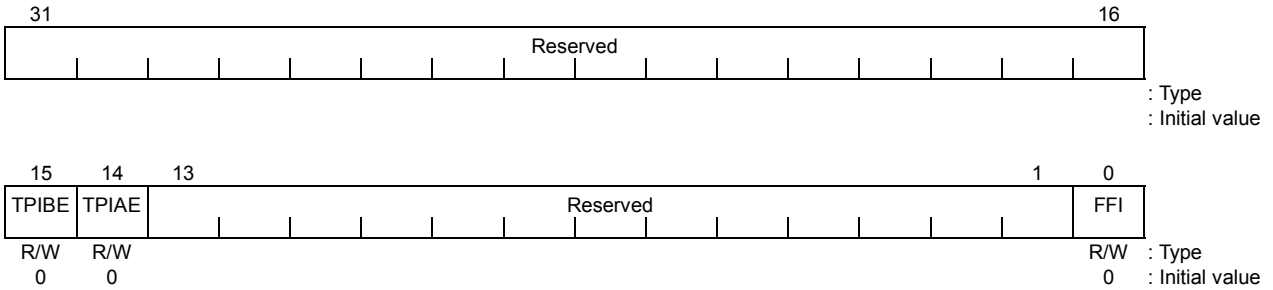 31 16
Reserved
: Type
: Initial value
15 14 13 1 0
TPIBE TPIAE Reserved FFI
R/W R/W R/W : Type
0 0 0 : Initial value